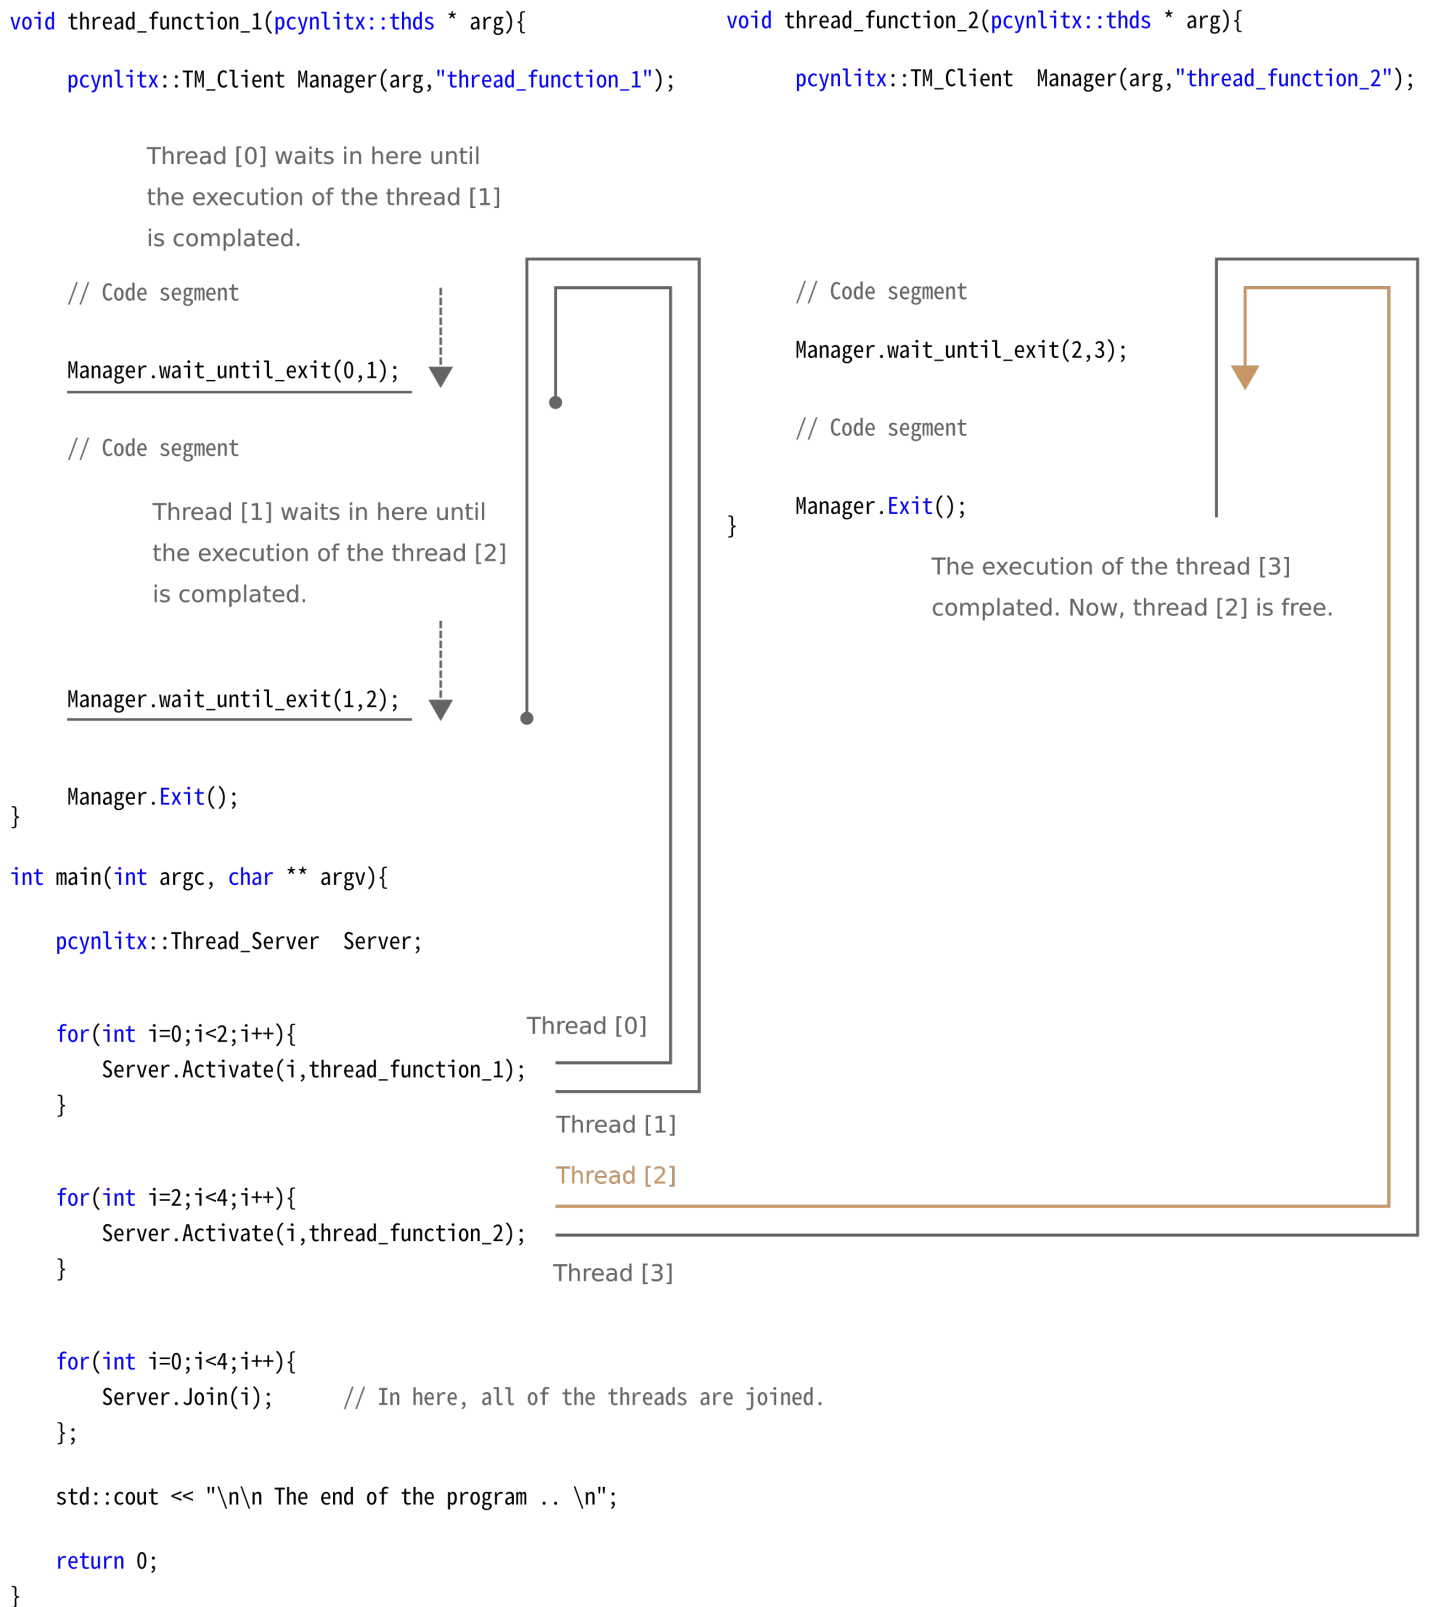 void thread_function_1(pcynlitx::thds * arg){
pcynlitx::TM_Client Manager(arg,"thread_function_1");
Thread [0] waits in here until
the execution of the thread [1]
is complated.
// Code segment
Manager.wait_until_exit(0,1);
// Code segment
Thread [1] waits in here until
the execution of the thread [2]
is complated.
Manager.wait_until_exit(1,2);
Manager.Exit();
}
void thread_function_2(pcynlitx::thds * arg){
pcynlitx::TM_Client  Manager(arg,"thread_function_2");
// Code segment
Manager.wait_until_exit(2,3);
// Code segment
Manager.Exit();
}
The execution of the thread [3]
complated. Now, thread [2] is free.
int main(int argc, char ** argv){
pcynlitx::Thread_Server  Server;
for(int i=0;i<2;i++){
Thread [0]
Server.Activate(i,thread_function_1);
}
Thread [1]
Thread [2]
for(int i=2;i<4;i++){
Server.Activate(i,thread_function_2);
}
Thread [3]
for(int i=0;i<4;i++){
Server.Join(i);      // In here, all of the threads are joined.
};
std::cout << "\n\n The end of the program .. \n";
return 0;
}